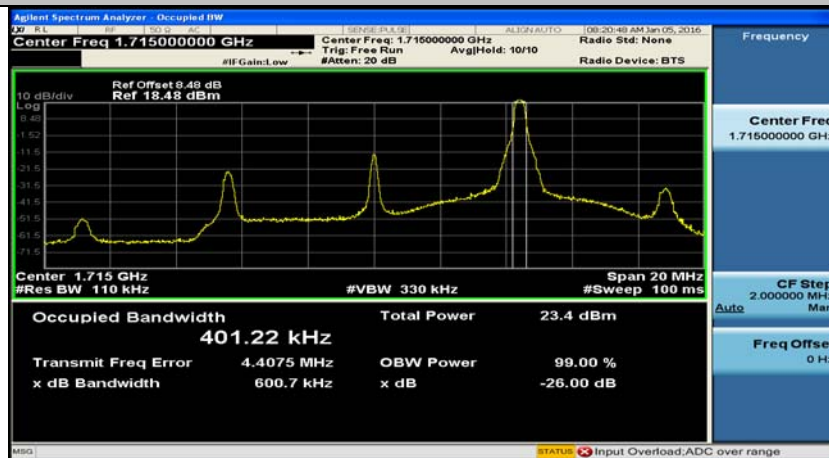 Agilent Spectrum Analyzer - Occupied BW
RL RF 50 Ω AC SENSE:PULSE ALIGN AUTO 08:20:48 AM Jan 05, 2016
Center Freq 1.715000000 GHz
Center Freq: 1.715000000 GHz
Radio Std: None
Trig: Free Run Avg|Hold: 10/10
#IFGain:Low #Atten: 20 dB Radio Device: BTS
Frequency
Ref Offset 8.48 dB
10 dB/div Ref 18.48 dBm
Log
8.48
-1.52
-11.5
-21.5
-31.5
-41.5
-51.5
-61.5
-71.5
Center 1.715 GHz Span 20 MHz
#Res BW 110 kHz #VBW 330 kHz #Sweep 100 ms
Occupied Bandwidth Total Power 23.4 dBm
401.22 kHz
Transmit Freq Error 4.4075 MHz OBW Power 99.00 %
x dB Bandwidth 600.7 kHz x dB -26.00 dB
Center Freq
1.715000000 GHz
CF Step
2.000000 MHz
Auto Man
Freq Offse
0 Hz
MSG STATUS Input Overload;ADC over range